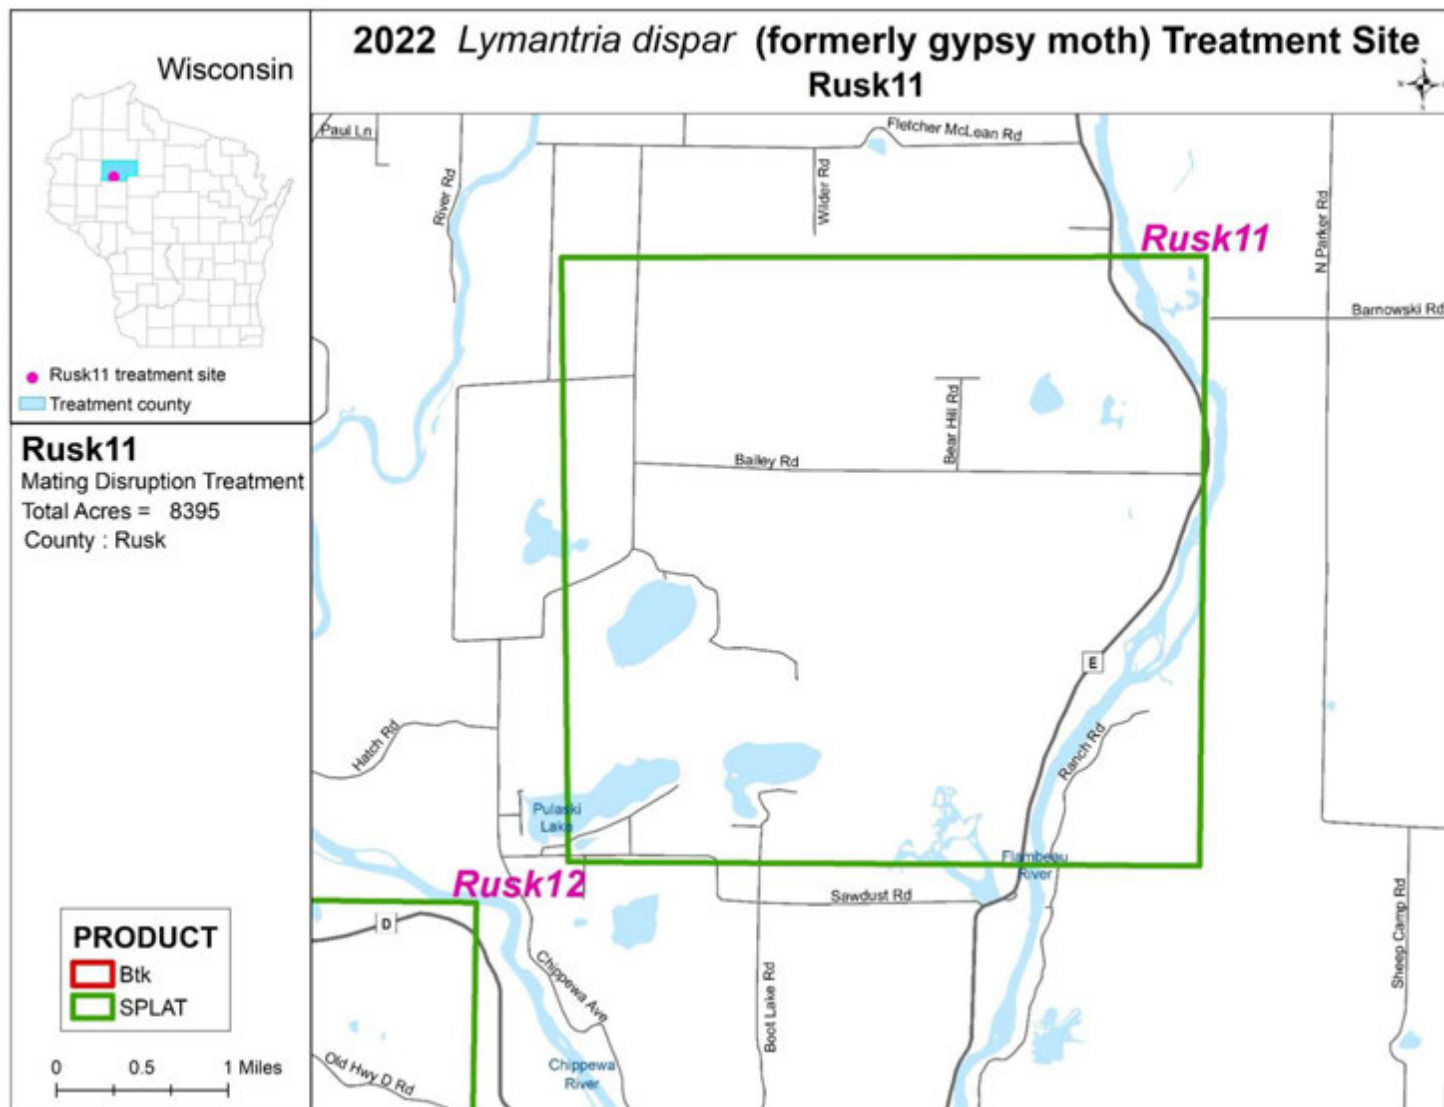 2022 Lymantria dispar (formerly gypsy moth) Treatment Site
Rusk11
Wisconsin
Rusk11 treatment site
Treatment county
Rusk11
Mating Disruption Treatment
Total Acres = 8395
County : Rusk
PRODUCT
Btk
SPLAT
0 0.5 1 Miles
Paul Ln
River Rd
Fletcher McLean Rd
Wilder Rd
N Parker Rd
Rusk11
Barnowski Rd
Bear Hill Rd
Bailey Rd
E
Hatch Rd
Ranch Rd
Pulaski
Lake
Flambeau
River
Rusk12
Sawdust Rd
D
Chippewa Ave
Boot Lake Rd
Sheep Camp Rd
Old Hwy D Rd
Chippewa
River